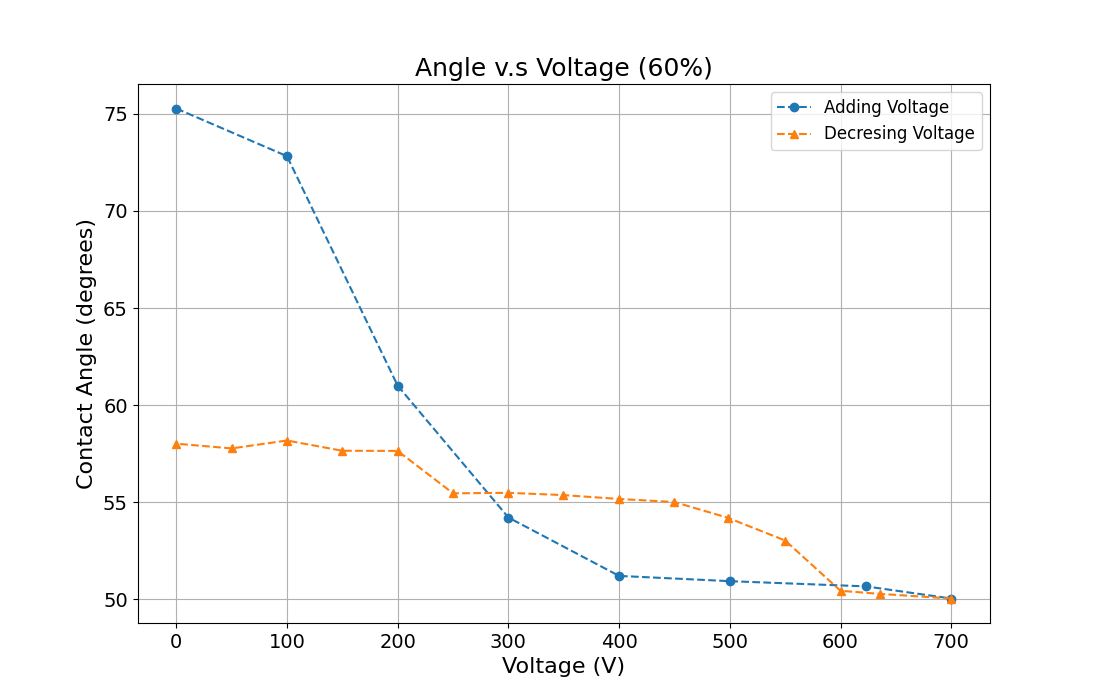 Angle v.s Voltage (60%)
Adding Voltage
Decresing Voltage
Contact Angle (degrees)
75
70
65
60
55
50
0 100 200 300 400 500 600 700
Voltage (V)